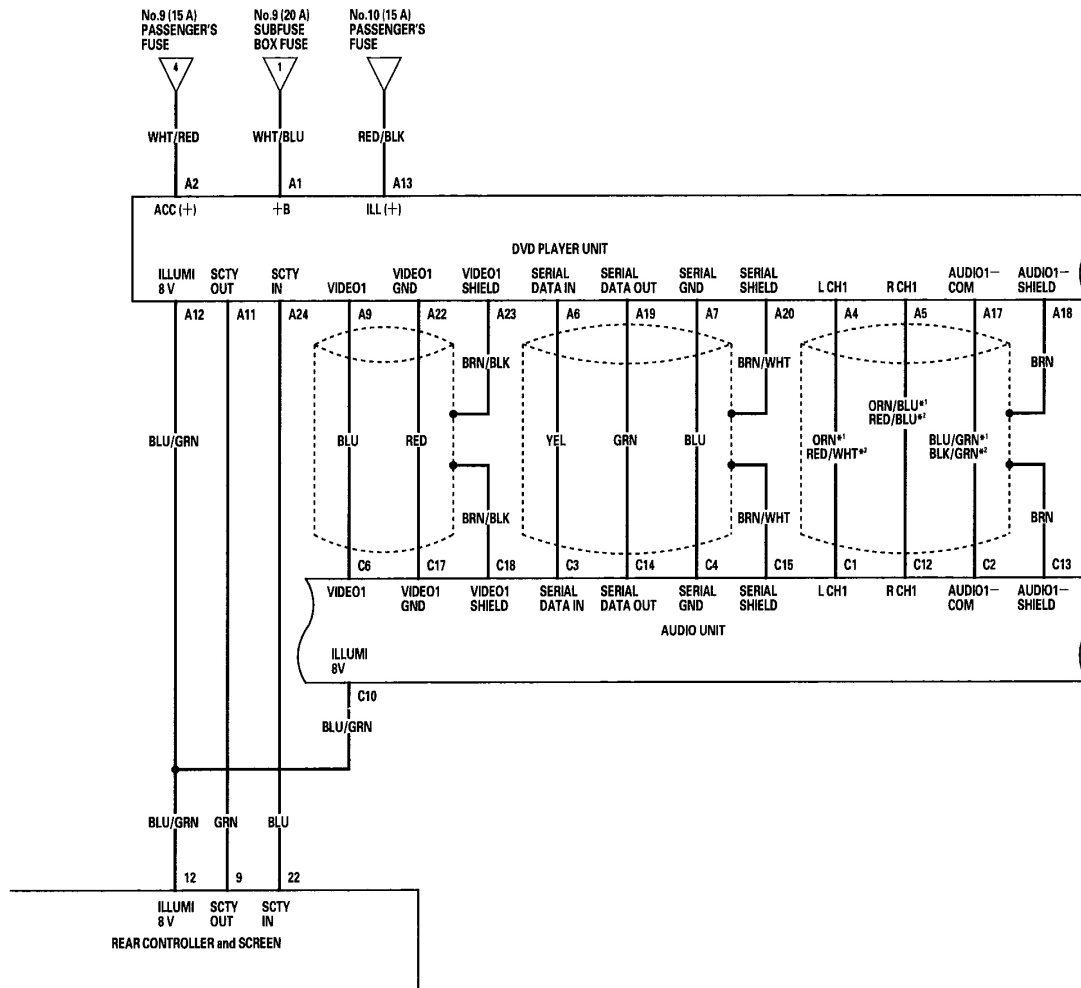 No.9 (15 A)
PASSENGER'S
FUSE
No.9 (20 A)
SUBFUSE
BOX FUSE
No.10 (15 A)
PASSENGER'S
FUSE
4
1
WHT/RED
WHT/BLU
RED/BLK
A2
A1
A13
ACC (+)
+B
ILL (+)
DVD PLAYER UNIT
ILLUMI
8 V
SCTY
OUT
SCTY
IN
VIDEO1
VIDEO1
GND
VIDEO1
SHIELD
SERIAL
DATA IN
SERIAL
DATA OUT
SERIAL
GND
SERIAL
SHIELD
L CH1
R CH1
AUDIO1−
COM
AUDIO1−
SHIELD
A12
A11
A24
A9
A22
A23
A6
A19
A7
A20
A4
A5
A17
A18
BRN/BLK
BRN/WHT
BRN
BLU/GRN
BLU
RED
YEL
GRN
BLU
ORN*1
RED/WHT*2
ORN/BLU*1
RED/BLU*2
BLU/GRN*1
BLK/GRN*2
BRN/BLK
BRN/WHT
BRN
C6
C17
C18
C3
C14
C4
C15
C1
C12
C2
C13
VIDEO1
VIDEO1
GND
VIDEO1
SHIELD
SERIAL
DATA IN
SERIAL
DATA OUT
SERIAL
GND
SERIAL
SHIELD
L CH1
R CH1
AUDIO1−
COM
AUDIO1−
SHIELD
AUDIO UNIT
ILLUMI
8V
C10
BLU/GRN
BLU/GRN
GRN
BLU
12
9
22
ILLUMI
8 V
SCTY
OUT
SCTY
IN
REAR CONTROLLER and SCREEN